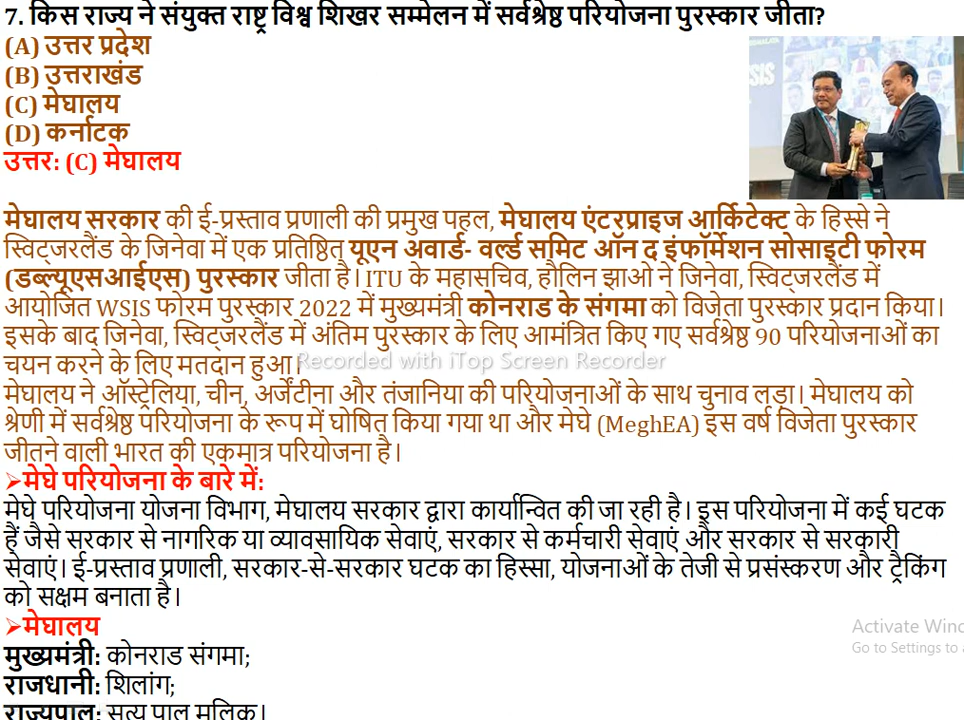 7. किस राज्य ने संयुक्त राष्ट्र विश्व शिखर सम्मेलन में सर्वश्रेष्ठ परियोजना पुरस्कार जीता?
(A) उत्तर प्रदेश
(B) उत्तराखंड
(C) मेघालय
(D) कर्नाटक
उत्तर: (C) मेघालय
मेघालय सरकार की ई-प्रस्ताव प्रणाली की प्रमुख पहल, मेघालय एंटरप्राइज आर्किटेक्ट के हिस्से ने
स्विट्जरलैंड के जिनेवा में एक प्रतिष्ठित यूएन अवार्ड- वर्ल्ड समिट ऑन द इंफॉर्मेशन सोसाइटी फोरम
(डब्ल्यूएसआईएस) पुरस्कार जीता है। ITU के महासचिव, हौलिन झाओ ने जिनेवा, स्विट्जरलैंड में
आयोजित WSIS फोरम पुरस्कार 2022 में मुख्यमंत्री कोनराड के संगमा को विजेता पुरस्कार प्रदान किया।
इसके बाद जिनेवा, स्विट्जरलैंड में अंतिम पुरस्कार के लिए आमंत्रित किए गए सर्वश्रेष्ठ 90 परियोजनाओं का
चयन करने के लिए मतदान हुआ।
Recorded with iTop Screen Recorder
मेघालय ने ऑस्ट्रेलिया, चीन, अर्जेंटीना और तंजानिया की परियोजनाओं के साथ चुनाव लड़ा। मेघालय को
श्रेणी में सर्वश्रेष्ठ परियोजना के रूप में घोषित किया गया था और मेघे (MeghEA) इस वर्ष विजेता पुरस्कार
जीतने वाली भारत की एकमात्र परियोजना है।
➢मेघे परियोजना के बारे में:
मेघे परियोजना योजना विभाग, मेघालय सरकार द्वारा कार्यान्वित की जा रही है। इस परियोजना में कई घटक
हैं जैसे सरकार से नागरिक या व्यावसायिक सेवाएं, सरकार से कर्मचारी सेवाएं और सरकार से सरकारी
सेवाएं। ई-प्रस्ताव प्रणाली, सरकार-से-सरकार घटक का हिस्सा, योजनाओं के तेजी से प्रसंस्करण और ट्रैकिंग
को सक्षम बनाता है।
➢मेघालय
मुख्यमंत्री: कोनराड संगमा;
राजधानी: शिलांग;
राज्यपाल: सत्य पाल मलिक।
Activate Winc
Go to Settings to